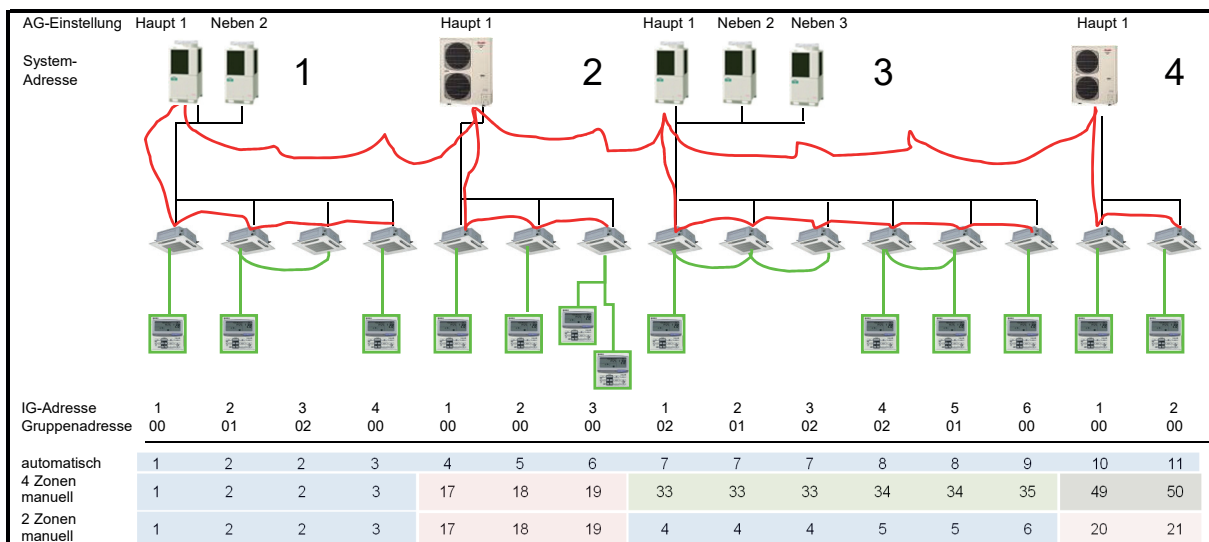 AG-Einstellung Haupt 1 Neben 2 Haupt 1 Haupt 1 Neben 2 Neben 3 Haupt 1
System-
Adresse
1 2 3 4
IG-Adresse 1 2 3 4 1 2 3 1 2 3 4 5 6 1 2
Gruppenadresse 00 01 02 00 00 00 00 02 01 02 02 01 00 00 00
automatisch 1 2 2 3 4 5 6 7 7 7 8 8 9 10 11
4 Zonen
manuell 1 2 2 3 17 18 19 33 33 33 34 34 35 49 50
2 Zonen
manuell 1 2 2 3 17 18 19 4 4 4 5 5 6 20 21